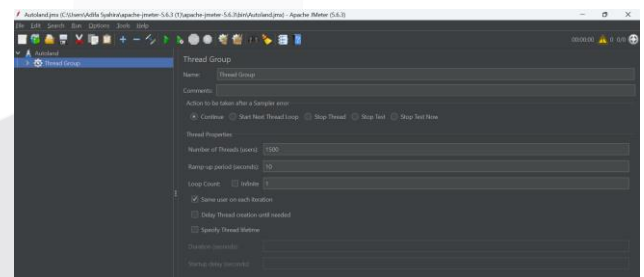 Autoland.jmx (C:\Users\Adifa Syahira\apache-jmeter-5.6.3 (1)\apache-jmeter-5.6.3\bin\Autoland.jmx) - Apache JMeter (5.6.3)
File Edit Search Run Options Tools Help
00:00:00 0 0/0
Autoland
Thread Group
Thread Group
Name: Thread Group
Comments:
Action to be taken after a Sampler error
Continue Start Next Thread Loop Stop Thread Stop Test Stop Test Now
Thread Properties
Number of Threads (users): 1500
Ramp-up period (seconds): 10
Loop Count: Infinite 1
Same user on each iteration
Delay Thread creation until needed
Specify Thread lifetime
Duration (seconds):
Startup delay (seconds):